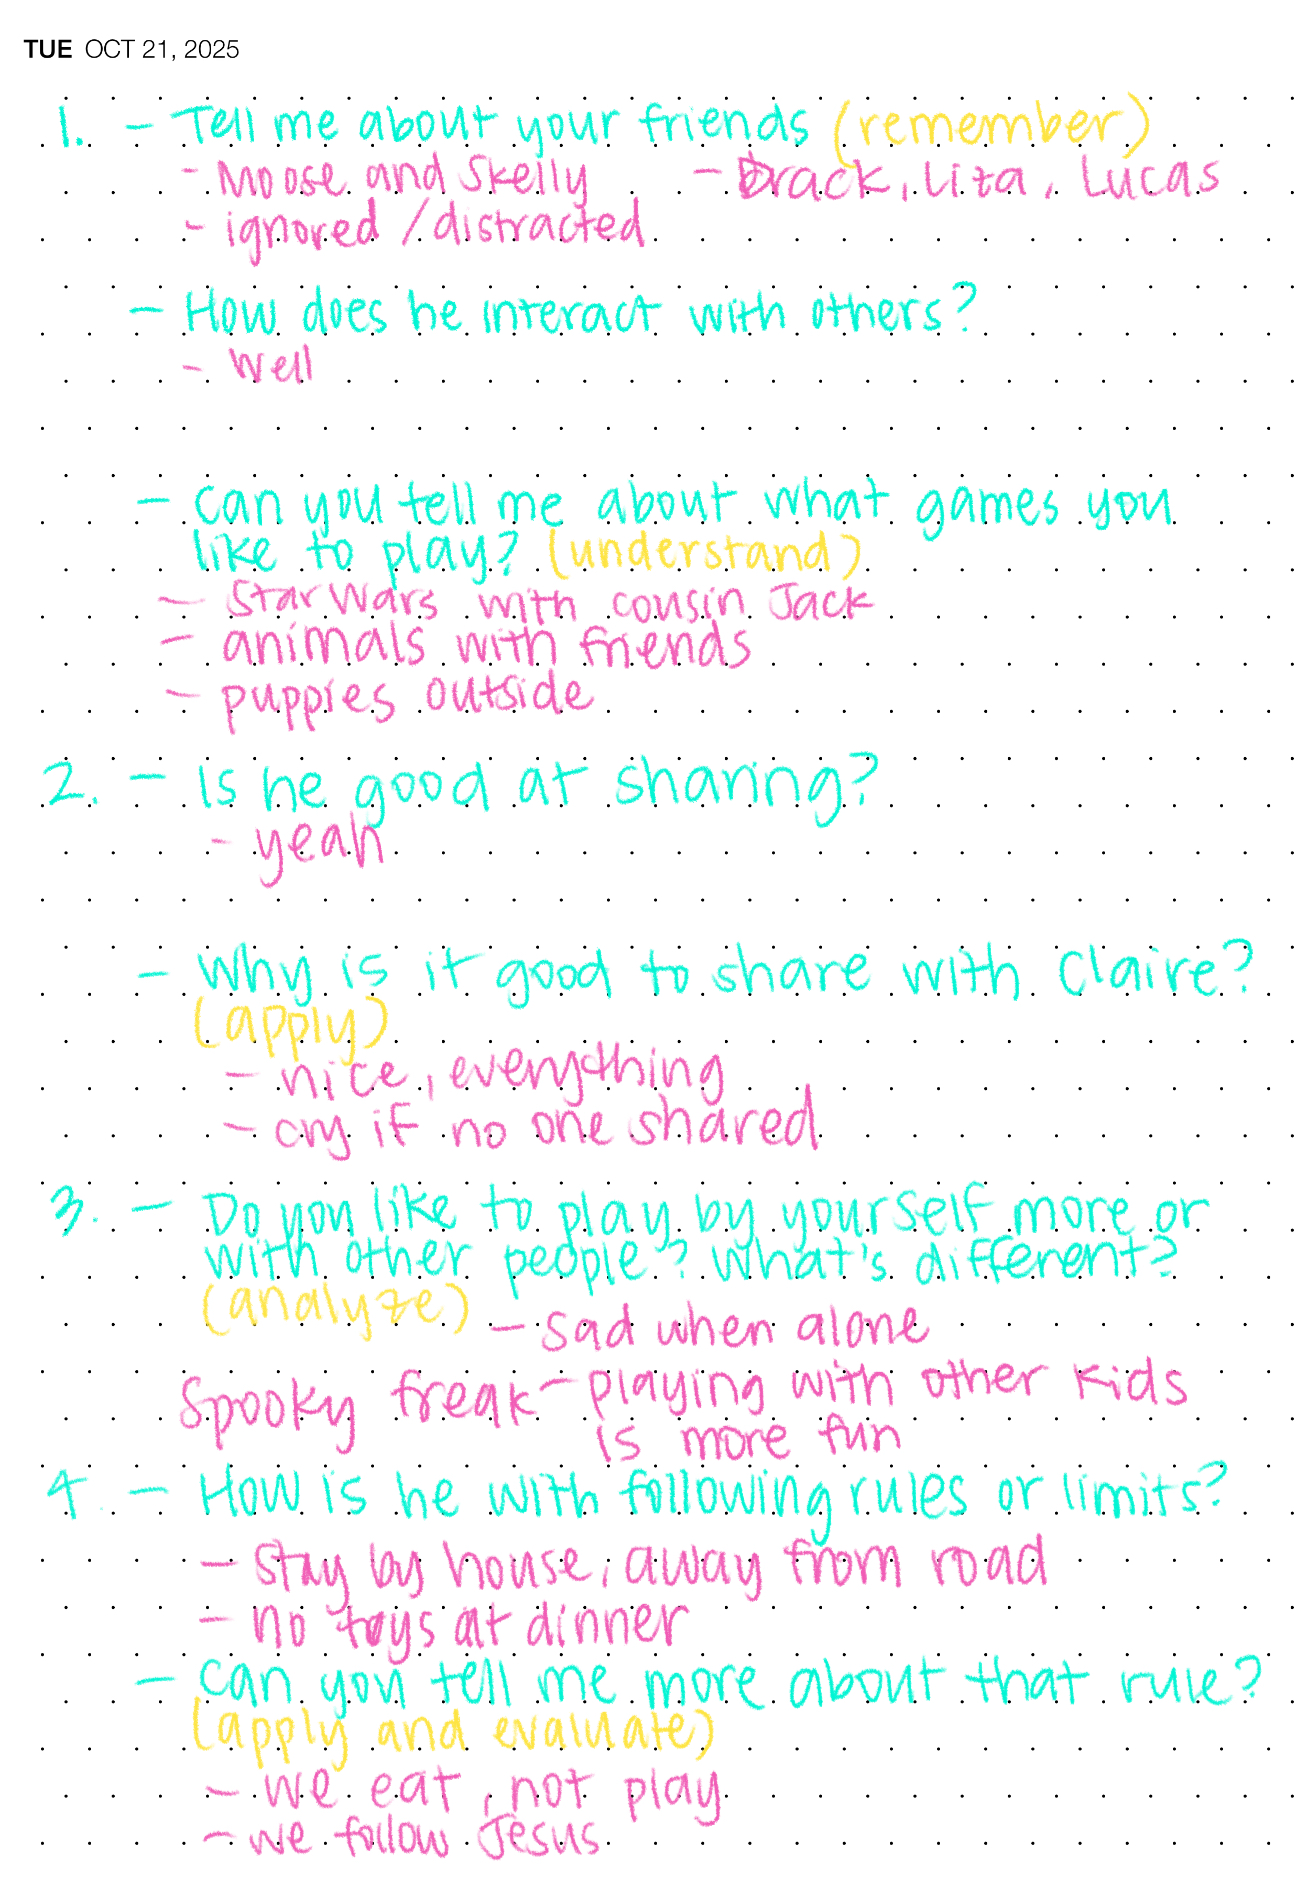 TUE OCT 21, 2025
1. - Tell me about your friends (remember)
- Moose and Skelly - Brack, Liza, Lucas
- ignored / distracted
- How does he interact with others?
- Well
- Can you tell me about what games you
like to play? (understand)
- Star Wars with cousin Jack
- animals with friends
- puppies outside
2. - Is he good at sharing?
- yeah
- Why is it good to share with Claire?
(apply)
- nice, everything
- cry if no one shared
3. - Do you like to play by yourself more or
with other people? What's different?
(analyze) - sad when alone
Spooky freak - playing with other kids
is more fun
4. - How is he with following rules or limits?
- stay by house, away from road
- no toys at dinner
- Can you tell me more about that rule?
(apply and evaluate)
- we eat, not play
- we follow Jesus